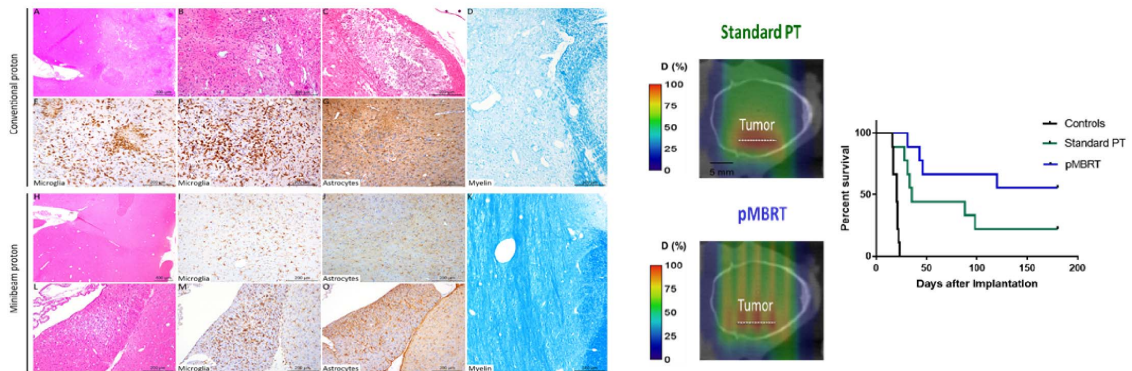 Conventional proton
A
B
C
D
E
F
G
Microglia
Microglia
Astrocytes
Myelin
Minibeam proton
H
I
J
K
Microglia
Astrocytes
L
M
O
Microglia
Astrocytes
Myelin
Standard PT
D (%)
100
75
50
25
0
Tumor
5 mm
pMBRT
D (%)
100
75
50
25
0
Tumor
Percent survival
100
50
0
0
50
100
150
200
Days after Implantation
Controls
Standard PT
pMBRT